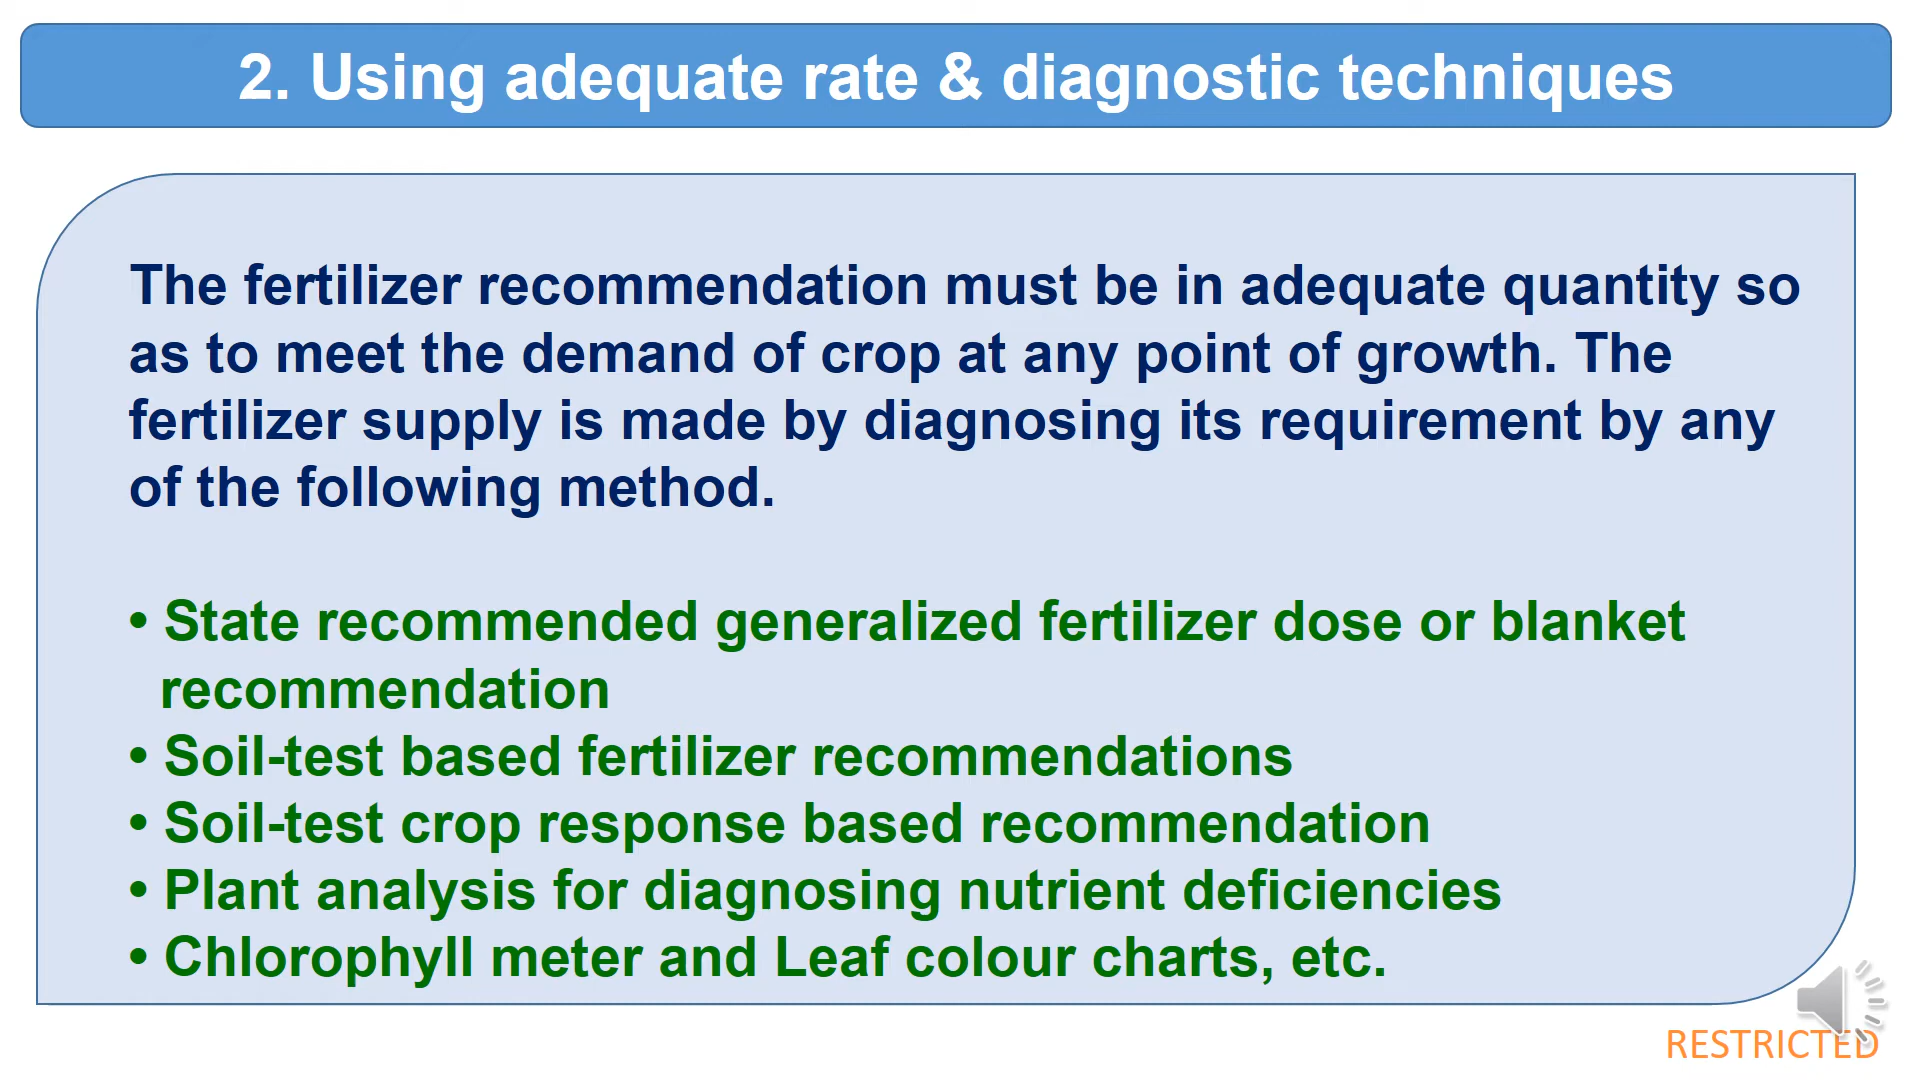 2. Using adequate rate & diagnostic techniques
The fertilizer recommendation must be in adequate quantity so
as to meet the demand of crop at any point of growth. The
fertilizer supply is made by diagnosing its requirement by any
of the following method.
• State recommended generalized fertilizer dose or blanket
recommendation
• Soil-test based fertilizer recommendations
• Soil-test crop response based recommendation
• Plant analysis for diagnosing nutrient deficiencies
• Chlorophyll meter and Leaf colour charts, etc.
RESTRICTED